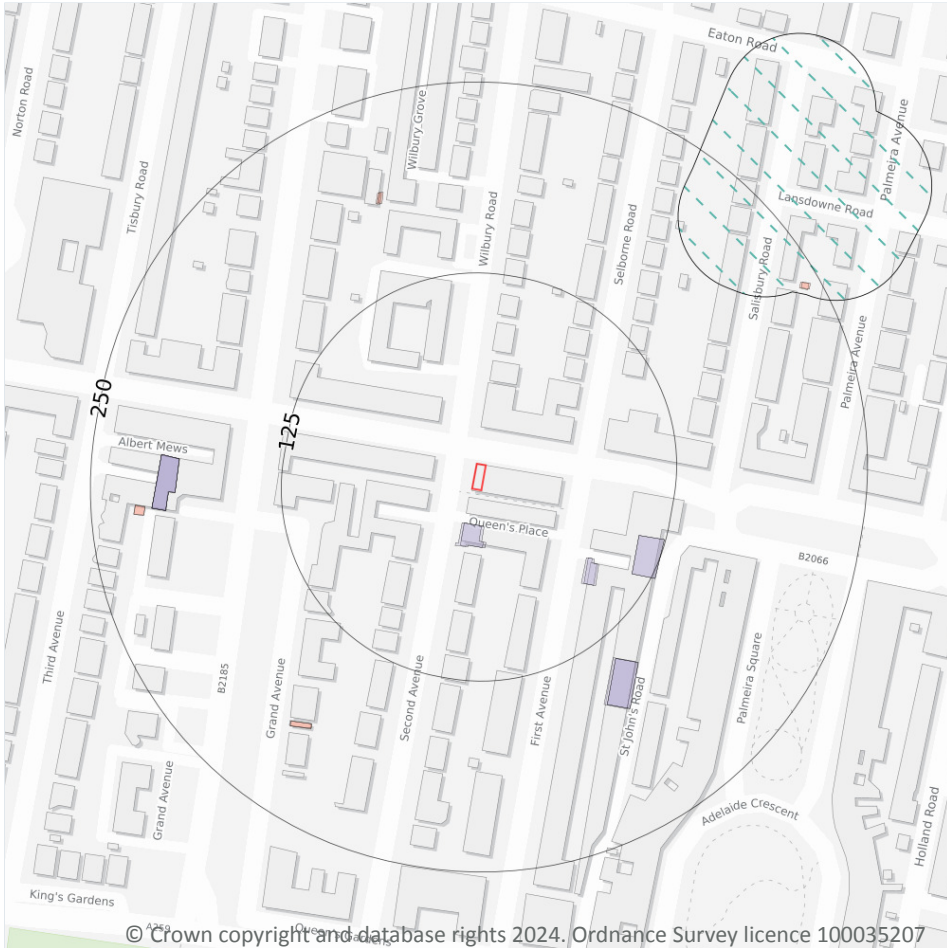 Eaton Road
Norton Road
Wilbury Grove
Palmeira Avenue
Tisbury Road
Lansdowne Road
Wilbury Road
Selborne Road
Salisbury Road
Palmeira Avenue
250
125
Albert Mews
Queen's Place
B2066
Third Avenue
B2185
Grand Avenue
Second Avenue
First Avenue
St John's Road
Palmeira Square
Grand Avenue
Adelaide Crescent
Holland Road
King's Gardens
A259
Queen's Gardens
© Crown copyright and database rights 2024. Ordnance Survey licence 100035207